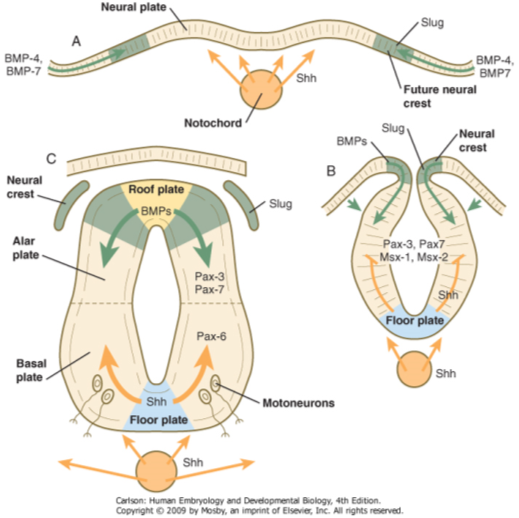 Neural plate
A
Slug
BMP-4,
BMP-7
Shh
BMP-4,
BMP7
Future neural
crest
Notochord
Slug
Neural
crest
BMPs
B
Pax-3, Pax7
Msx-1, Msx-2
Shh
Floor plate
Shh
C
Neural
crest
Roof plate
BMPs
Slug
Alar
plate
Pax-3
Pax-7
Pax-6
Basal
plate
Shh
Motoneurons
Floor plate
Shh
Carlson: Human Embryology and Developmental Biology, 4th Edition.
Copyright © 2009 by Mosby, an imprint of Elsevier, Inc. All rights reserved.